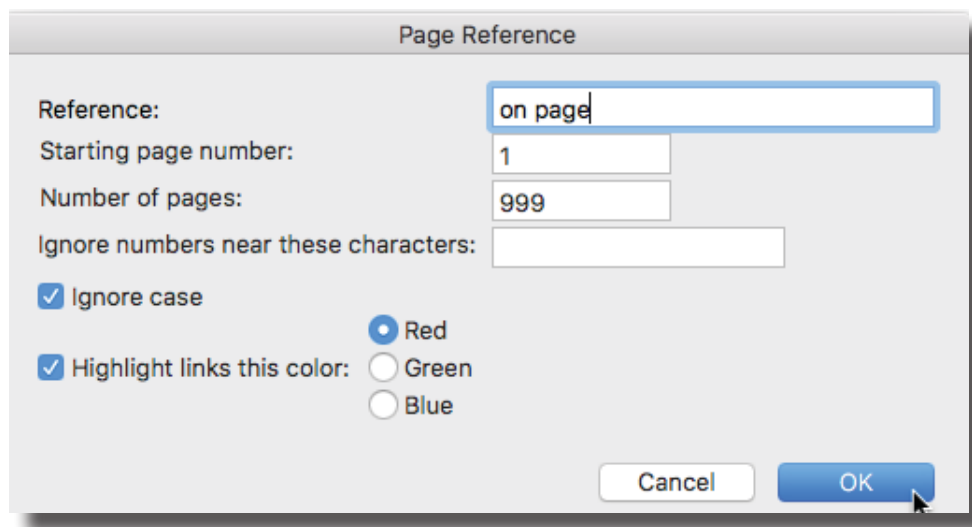 Page Reference
Reference: on page
Starting page number: 1
Number of pages: 999
Ignore numbers near these characters:
Ignore case
Red
Highlight links this color: Green
Blue
Cancel OK